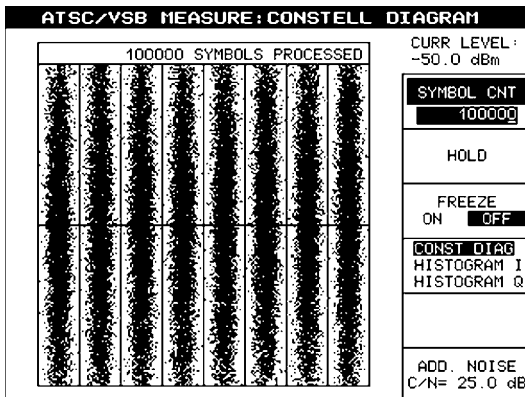 ATSC/VSB MEASURE:CONSTELL DIAGRAM
100000 SYMBOLS PROCESSED
CURR LEVEL:
-50.0 dBm
SYMBOL CNT
100000
HOLD
FREEZE
ON OFF
CONST DIAG
HISTOGRAM I
HISTOGRAM Q
ADD. NOISE
C/N= 25.0 dB